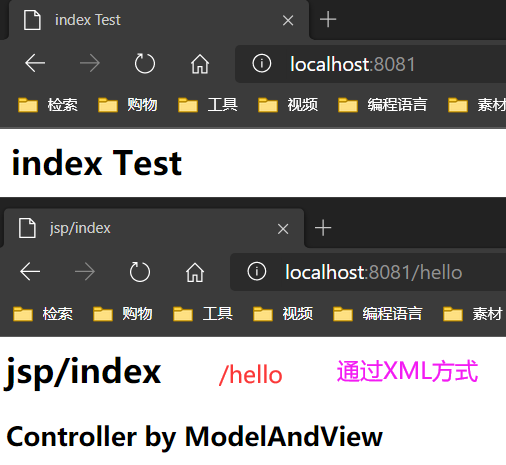 index Test
localhost:8081
检索 购物 工具 视频 编程语言 素材
index Test
jsp/index
localhost:8081/hello
检索 购物 工具 视频 编程语言 素材
jsp/index /hello 通过XML方式
Controller by ModelAndView